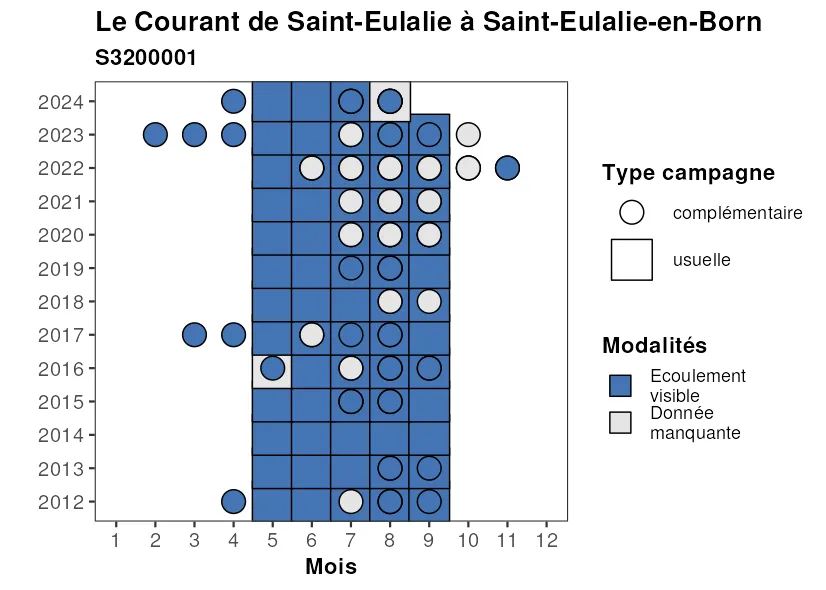 Le Courant de Saint-Eulalie à Saint-Eulalie-en-Born
S3200001
2024
2023
2022
2021
2020
2019
2018
2017
2016
2015
2014
2013
2012
1 2 3 4 5 6 7 8 9 10 11 12
Mois
Type campagne
complémentaire
usuelle
Modalités
Ecoulement
visible
Donnée
manquante